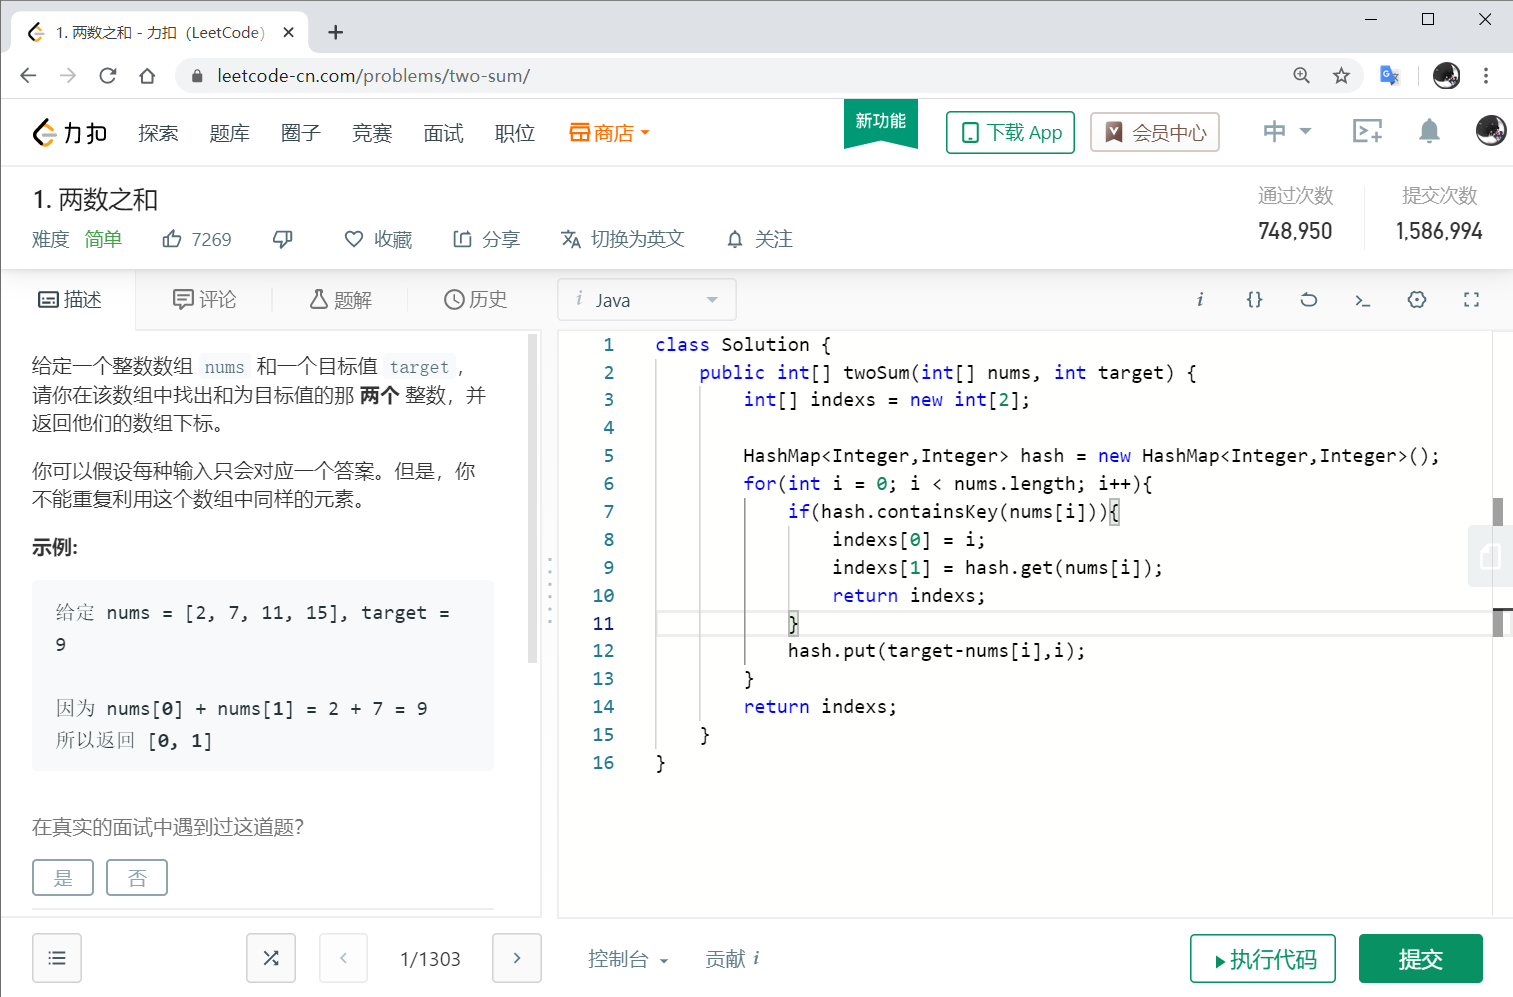 1. 两数之和 - 力扣（LeetCode）
leetcode-cn.com/problems/two-sum/
力扣 探索 题库 圈子 竞赛 面试 职位 商店 新功能 下载 App 会员中心 中
1. 两数之和
难度 简单 7269 收藏 分享 切换为英文 关注
通过次数 提交次数
748,950 1,586,994
描述 评论 题解 历史
给定一个整数数组 nums 和一个目标值 target，
请你在该数组中找出和为目标值的那 两个 整数，并
返回他们的数组下标。
你可以假设每种输入只会对应一个答案。但是，你
不能重复利用这个数组中同样的元素。
示例:
给定 nums = [2, 7, 11, 15], target =
9
因为 nums[0] + nums[1] = 2 + 7 = 9
所以返回 [0, 1]
在真实的面试中遇到过这道题？
是 否
i Java i {}
1 class Solution {
2 public int[] twoSum(int[] nums, int target) {
3 int[] indexs = new int[2];
4
5 HashMap<Integer,Integer> hash = new HashMap<Integer,Integer>();
6 for(int i = 0; i < nums.length; i++){
7 if(hash.containsKey(nums[i])){
8 indexs[0] = i;
9 indexs[1] = hash.get(nums[i]);
10 return indexs;
11 }
12 hash.put(target-nums[i],i);
13 }
14 return indexs;
15 }
16 }
1/1303 控制台 贡献 i 执行代码 提交